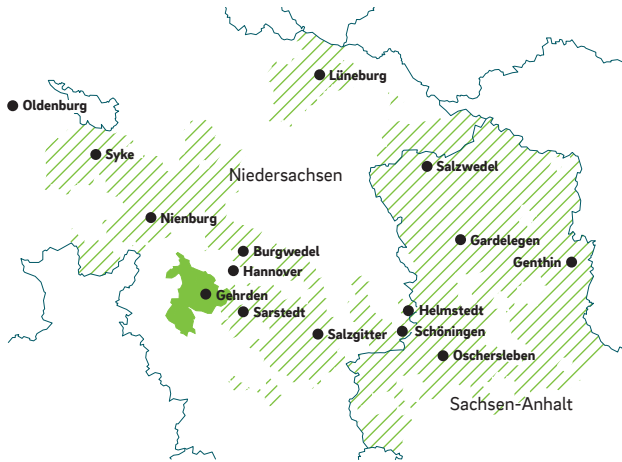 Lüneburg
Oldenburg
Syke
Salzwedel
Niedersachsen
Nienburg
Gardelegen
Burgwedel
Genthin
Hannover
Gehrden
Sarstedt
Helmstedt
Salzgitter
Schöningen
Oschersleben
Sachsen-Anhalt